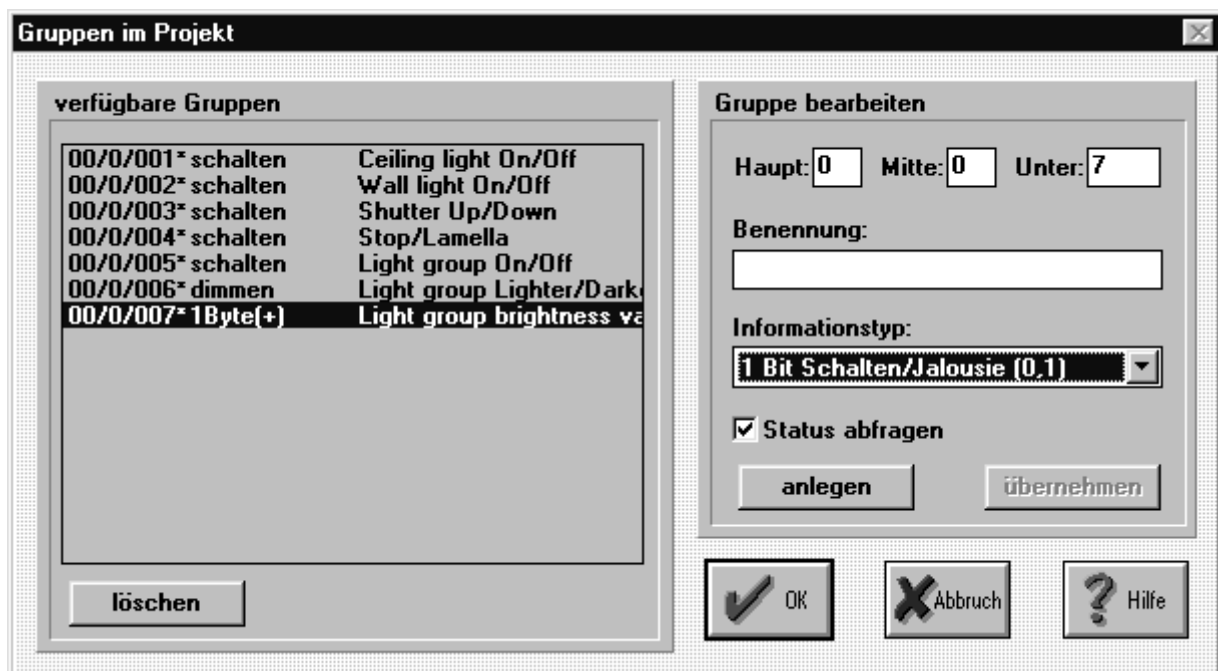 Gruppen im Projekt
verfügbare Gruppen
00/0/001* schalten Ceiling light On/Off
00/0/002* schalten Wall light On/Off
00/0/003* schalten Shutter Up/Down
00/0/004* schalten Stop/Lamella
00/0/005* schalten Light group On/Off
00/0/006* dimmen Light group Lighter/Darke
00/0/007* 1Byte(+) Light group brightness va
löschen
Gruppe bearbeiten
Haupt: 0 Mitte: 0 Unter: 7
Benennung:
Informationstyp:
1 Bit Schalten/Jalousie (0,1)
Status abfragen
anlegen übernehmen
OK Abbruch Hilfe